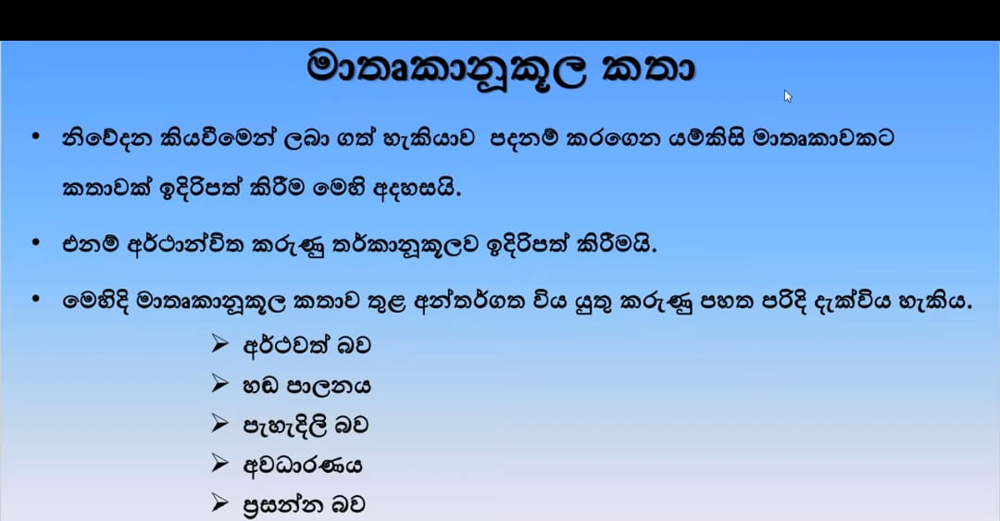 මාතෘකානූකූල කතා
• නිවේදන කියවීමෙන් ලබා ගත් හැකියාව පදනම් කරගෙන යම්කිසි මාතෘකාවකට
කතාවක් ඉදිරිපත් කිරීම මෙහි අදහසයි.
• එනම් අර්ථාන්විත කරුණු තර්කානූකූලව ඉදිරිපත් කිරීමයි.
• මෙහිදි මාතෘකානූකූල කතාව තුළ අන්තර්ගත විය යුතු කරුණු පහත පරිදි දැක්විය හැකිය.
➢ අර්ථවත් බව
➢ හඬ පාලනය
➢ පැහැදිලි බව
➢ අවධාරණය
➢ ප්‍රසන්න බව